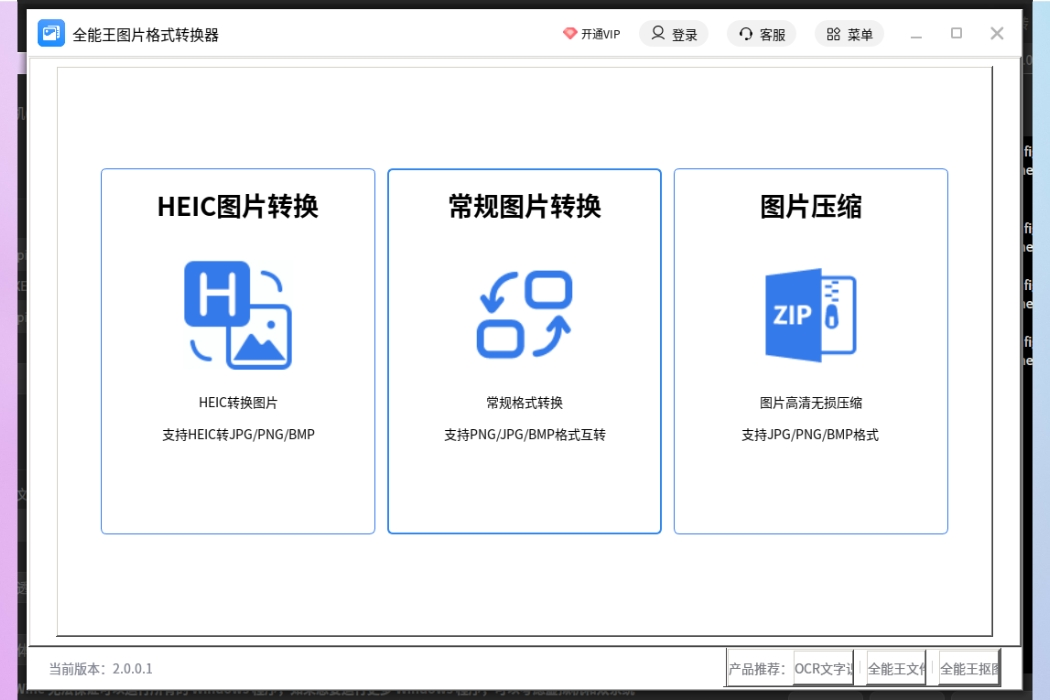 全能王图片格式转换器
开通VIP
登录
客服
菜单
HEIC图片转换
HEIC转换图片
支持HEIC转JPG/PNG/BMP
常规图片转换
常规格式转换
支持PNG/JPG/BMP格式互转
图片压缩
ZIP
图片高清无损压缩
支持JPG/PNG/BMP格式
当前版本：2.0.0.1
产品推荐：
OCR文字
全能王文件
全能王抠图